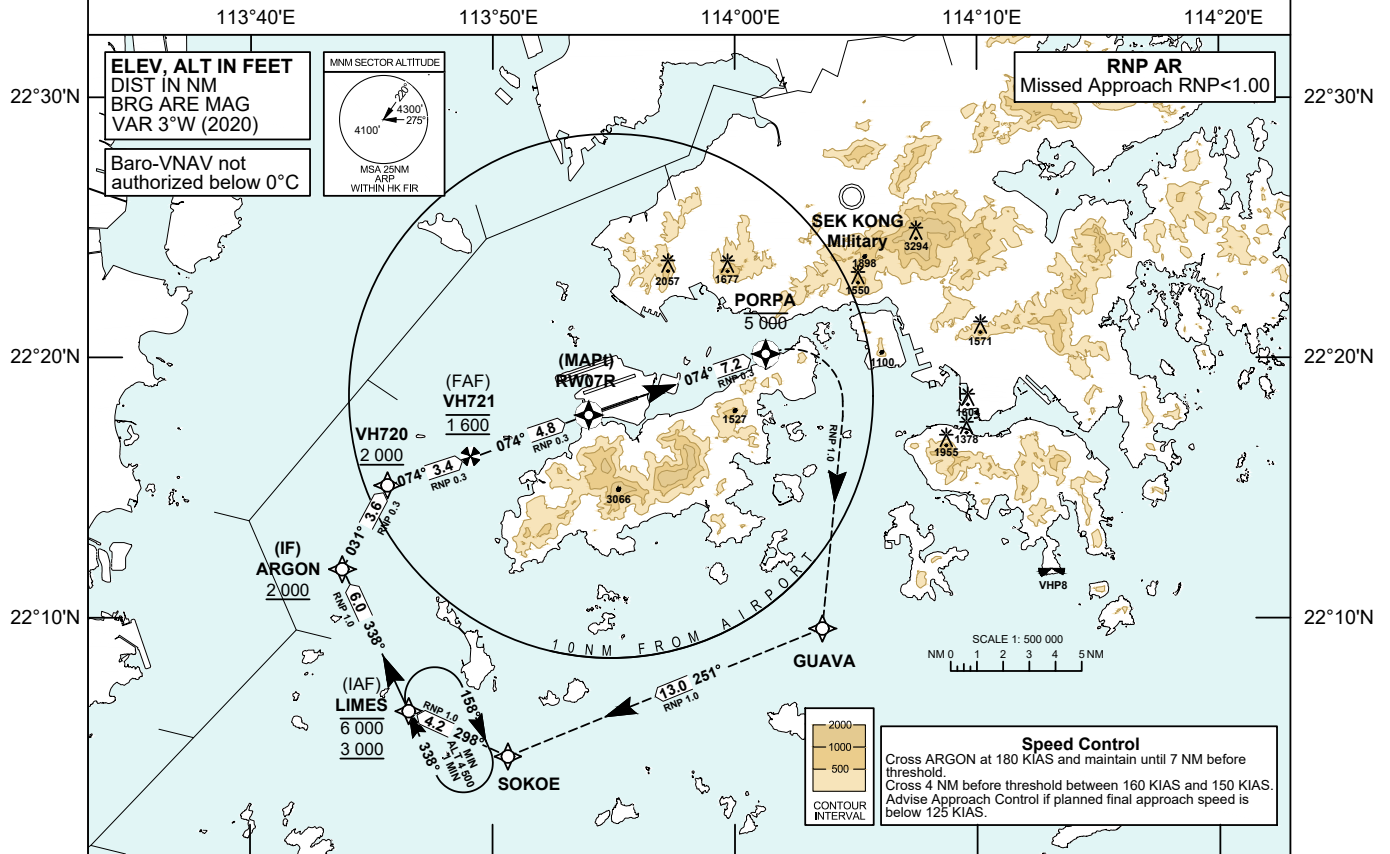 113°40'E
113°50'E
114°00'E
114°10'E
114°20'E
22°30'N
22°30'N
ELEV, ALT IN FEET
DIST IN NM
BRG ARE MAG
VAR 3°W (2020)
Baro-VNAV not
authorized below 0°C
MNM SECTOR ALTITUDE
220°
4300'
275°
4100'
MSA 25NM
ARP
WITHIN HK FIR
RNP AR
Missed Approach RNP<1.00
SEK KONG
Military
3294
1898
1550
2057
1677
PORPA
5 000
1571
1100
22°20'N
22°20'N
(MAPt)
RW07R
074° 7.2
RNP 0.3
(FAF)
VH721
1 600
074° 4.8
RNP 0.3
VH720
2 000
074° 3.4
RNP 0.3
1527
1604
1378
1955
RNP 1.0
3066
031° 3.6
RNP 0.3
(IF)
ARGON
2 000
VHP8
22°10'N
22°10'N
6.0 338°
RNP 1.0
10NM FROM AIRPORT
GUAVA
SCALE 1: 500 000
NM 0 1 2 3 4 5 NM
13.0 251°
RNP 1.0
(IAF)
LIMES
6 000
3 000
158°
RNP 1.0
4.2 298°
338°
MIN
ALT 4 500
3 MIN
SOKOE
2000
1000
500
CONTOUR
INTERVAL
Speed Control
Cross ARGON at 180 KIAS and maintain until 7 NM before
threshold.
Cross 4 NM before threshold between 160 KIAS and 150 KIAS.
Advise Approach Control if planned final approach speed is
below 125 KIAS.